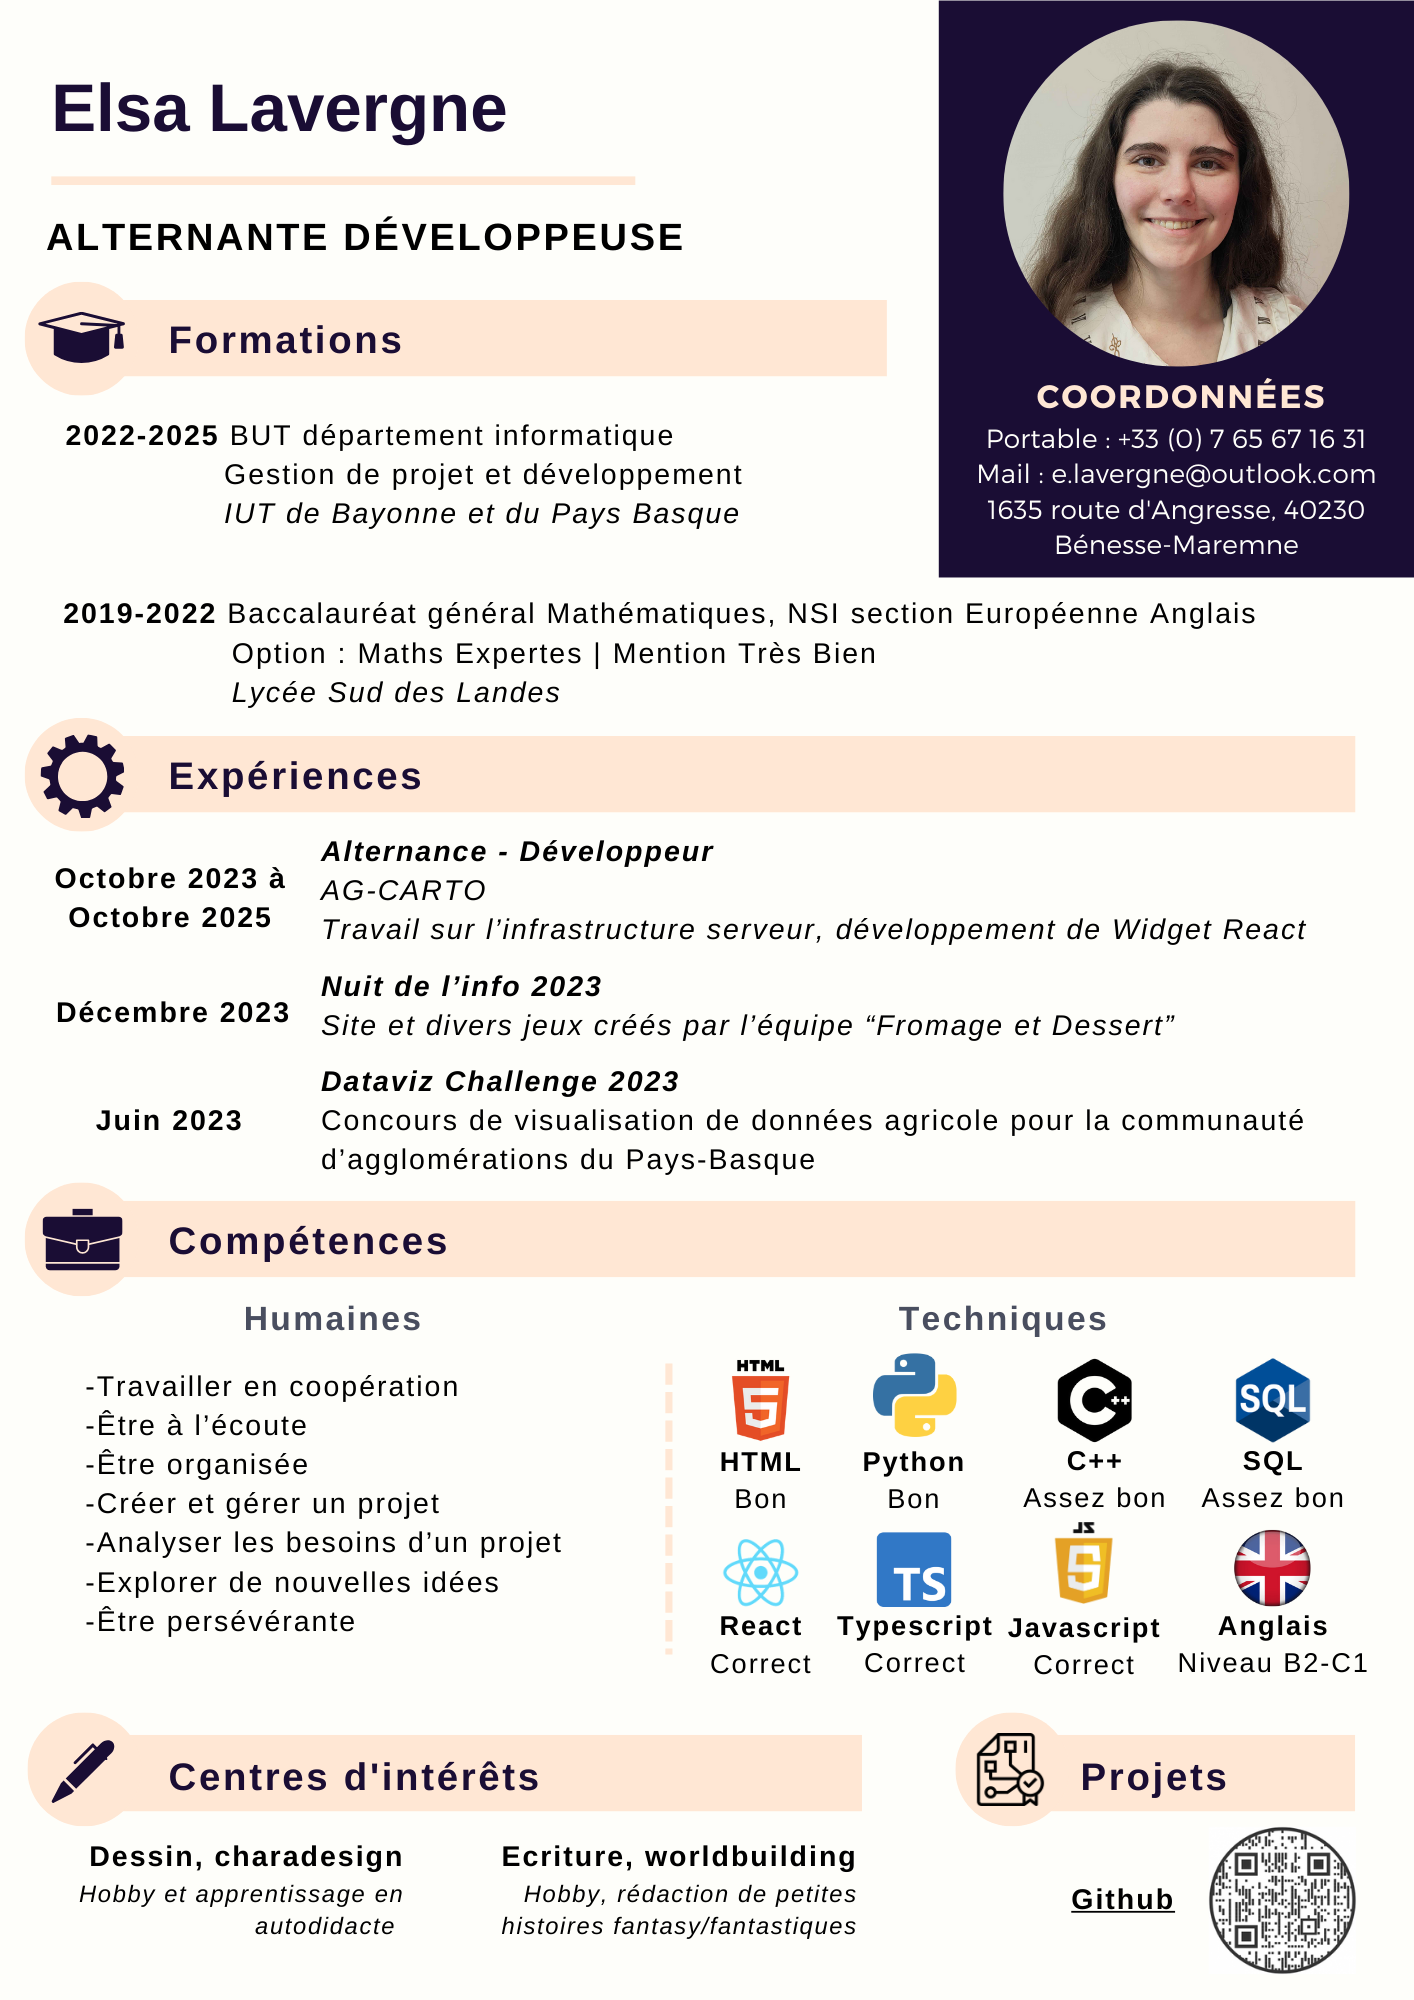 Elsa Lavergne
ALTERNANTE DÉVELOPPEUSE
COORDONNÉES
Portable : +33 (0) 7 65 67 16 31
Mail : e.lavergne@outlook.com
1635 route d'Angresse, 40230
Bénesse-Maremne
Formations
2022-2025 BUT département informatique
Gestion de projet et développement
IUT de Bayonne et du Pays Basque
2019-2022 Baccalauréat général Mathématiques, NSI section Européenne Anglais
Option : Maths Expertes | Mention Très Bien
Lycée Sud des Landes
Expériences
Octobre 2023 à
Octobre 2025
Alternance - Développeur
AG-CARTO
Travail sur l’infrastructure serveur, développement de Widget React
Décembre 2023
Nuit de l’info 2023
Site et divers jeux créés par l’équipe “Fromage et Dessert”
Juin 2023
Dataviz Challenge 2023
Concours de visualisation de données agricole pour la communauté
d’agglomérations du Pays-Basque
Compétences
Humaines
-Travailler en coopération
-Être à l’écoute
-Être organisée
-Créer et gérer un projet
-Analyser les besoins d’un projet
-Explorer de nouvelles idées
-Être persévérante
Techniques
HTML 5
C++
SQL
HTML
Bon
Python
Bon
C++
Assez bon
SQL
Assez bon
TS
JS 5
React
Correct
Typescript
Correct
Javascript
Correct
Anglais
Niveau B2-C1
Centres d'intérêts
Dessin, charadesign
Hobby et apprentissage en
autodidacte
Ecriture, worldbuilding
Hobby, rédaction de petites
histoires fantasy/fantastiques
Projets
Github